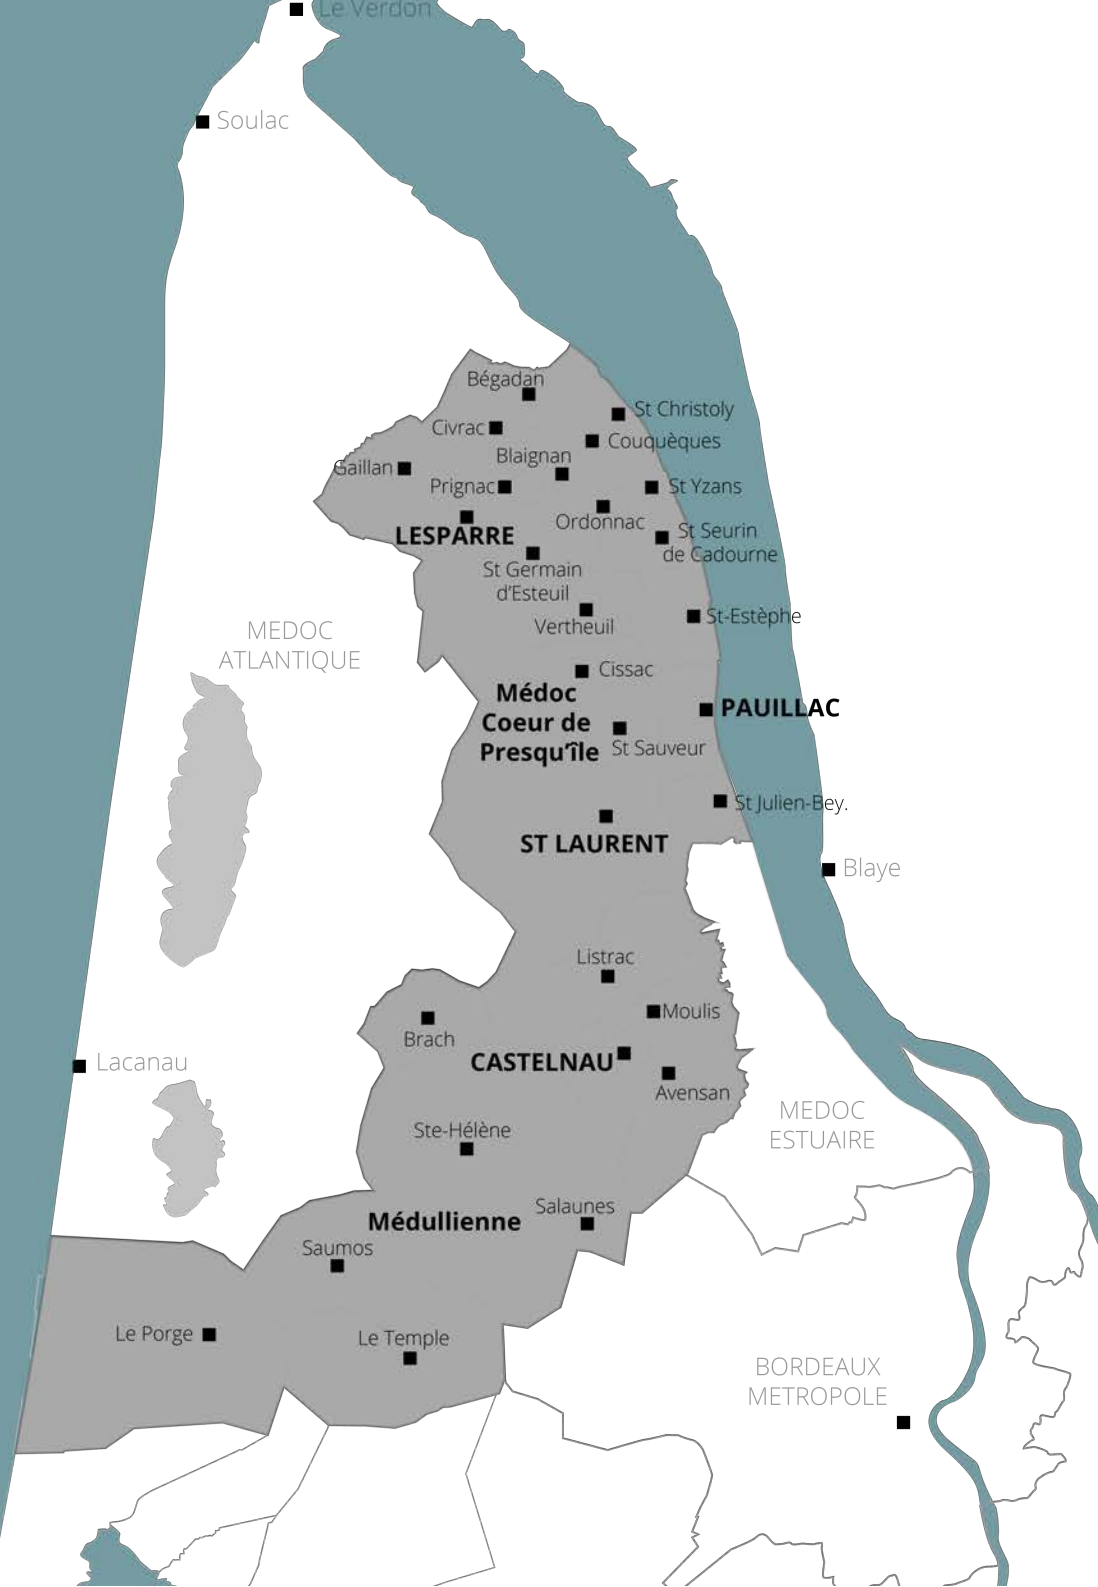 Le Verdon
Soulac
Bégadan
St Christoly
Civrac
Couquèques
Blaignan
Gaillan
Prignac
St Yzans
Ordonnac
LESPARRE
St Seurin
de Cadourne
St Germain
d'Esteuil
Vertheuil
St-Estèphe
MEDOC
ATLANTIQUE
Cissac
Médoc
Coeur de
Presqu'île
PAUILLAC
St Sauveur
St Julien-Bey.
ST LAURENT
Blaye
Listrac
Moulis
Brach
Lacanau
CASTELNAU
Avensan
MEDOC
ESTUAIRE
Ste-Hélène
Salaunes
Médullienne
Saumos
Le Porge
Le Temple
BORDEAUX
METROPOLE